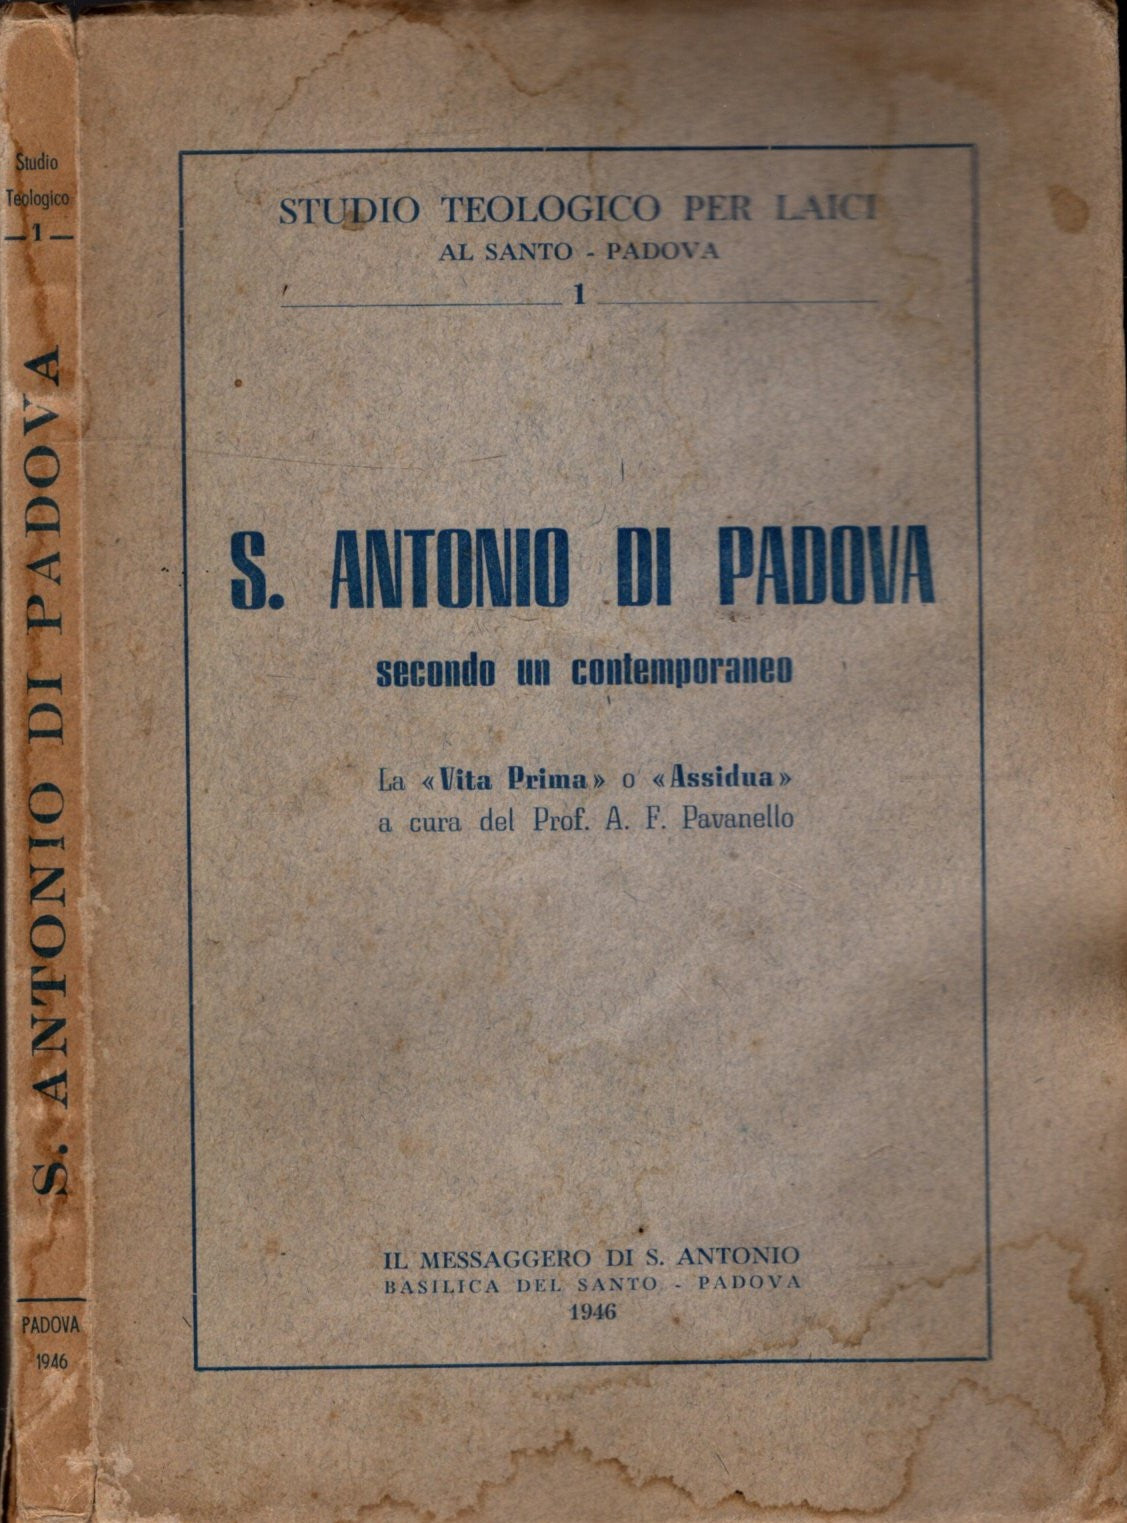 Studio
Teologico
1
S. ANTONIO DI PADOVA
PADOVA
1946
STUDIO TEOLOGICO PER LAICI
AL SANTO - PADOVA
1
S. ANTONIO DI PADOVA
secondo un contemporaneo
La «Vita Prima» o «Assidua»
a cura del Prof. A. F. Pavanello
IL MESSAGGERO DI S. ANTONIO
BASILICA DEL SANTO - PADOVA
1946